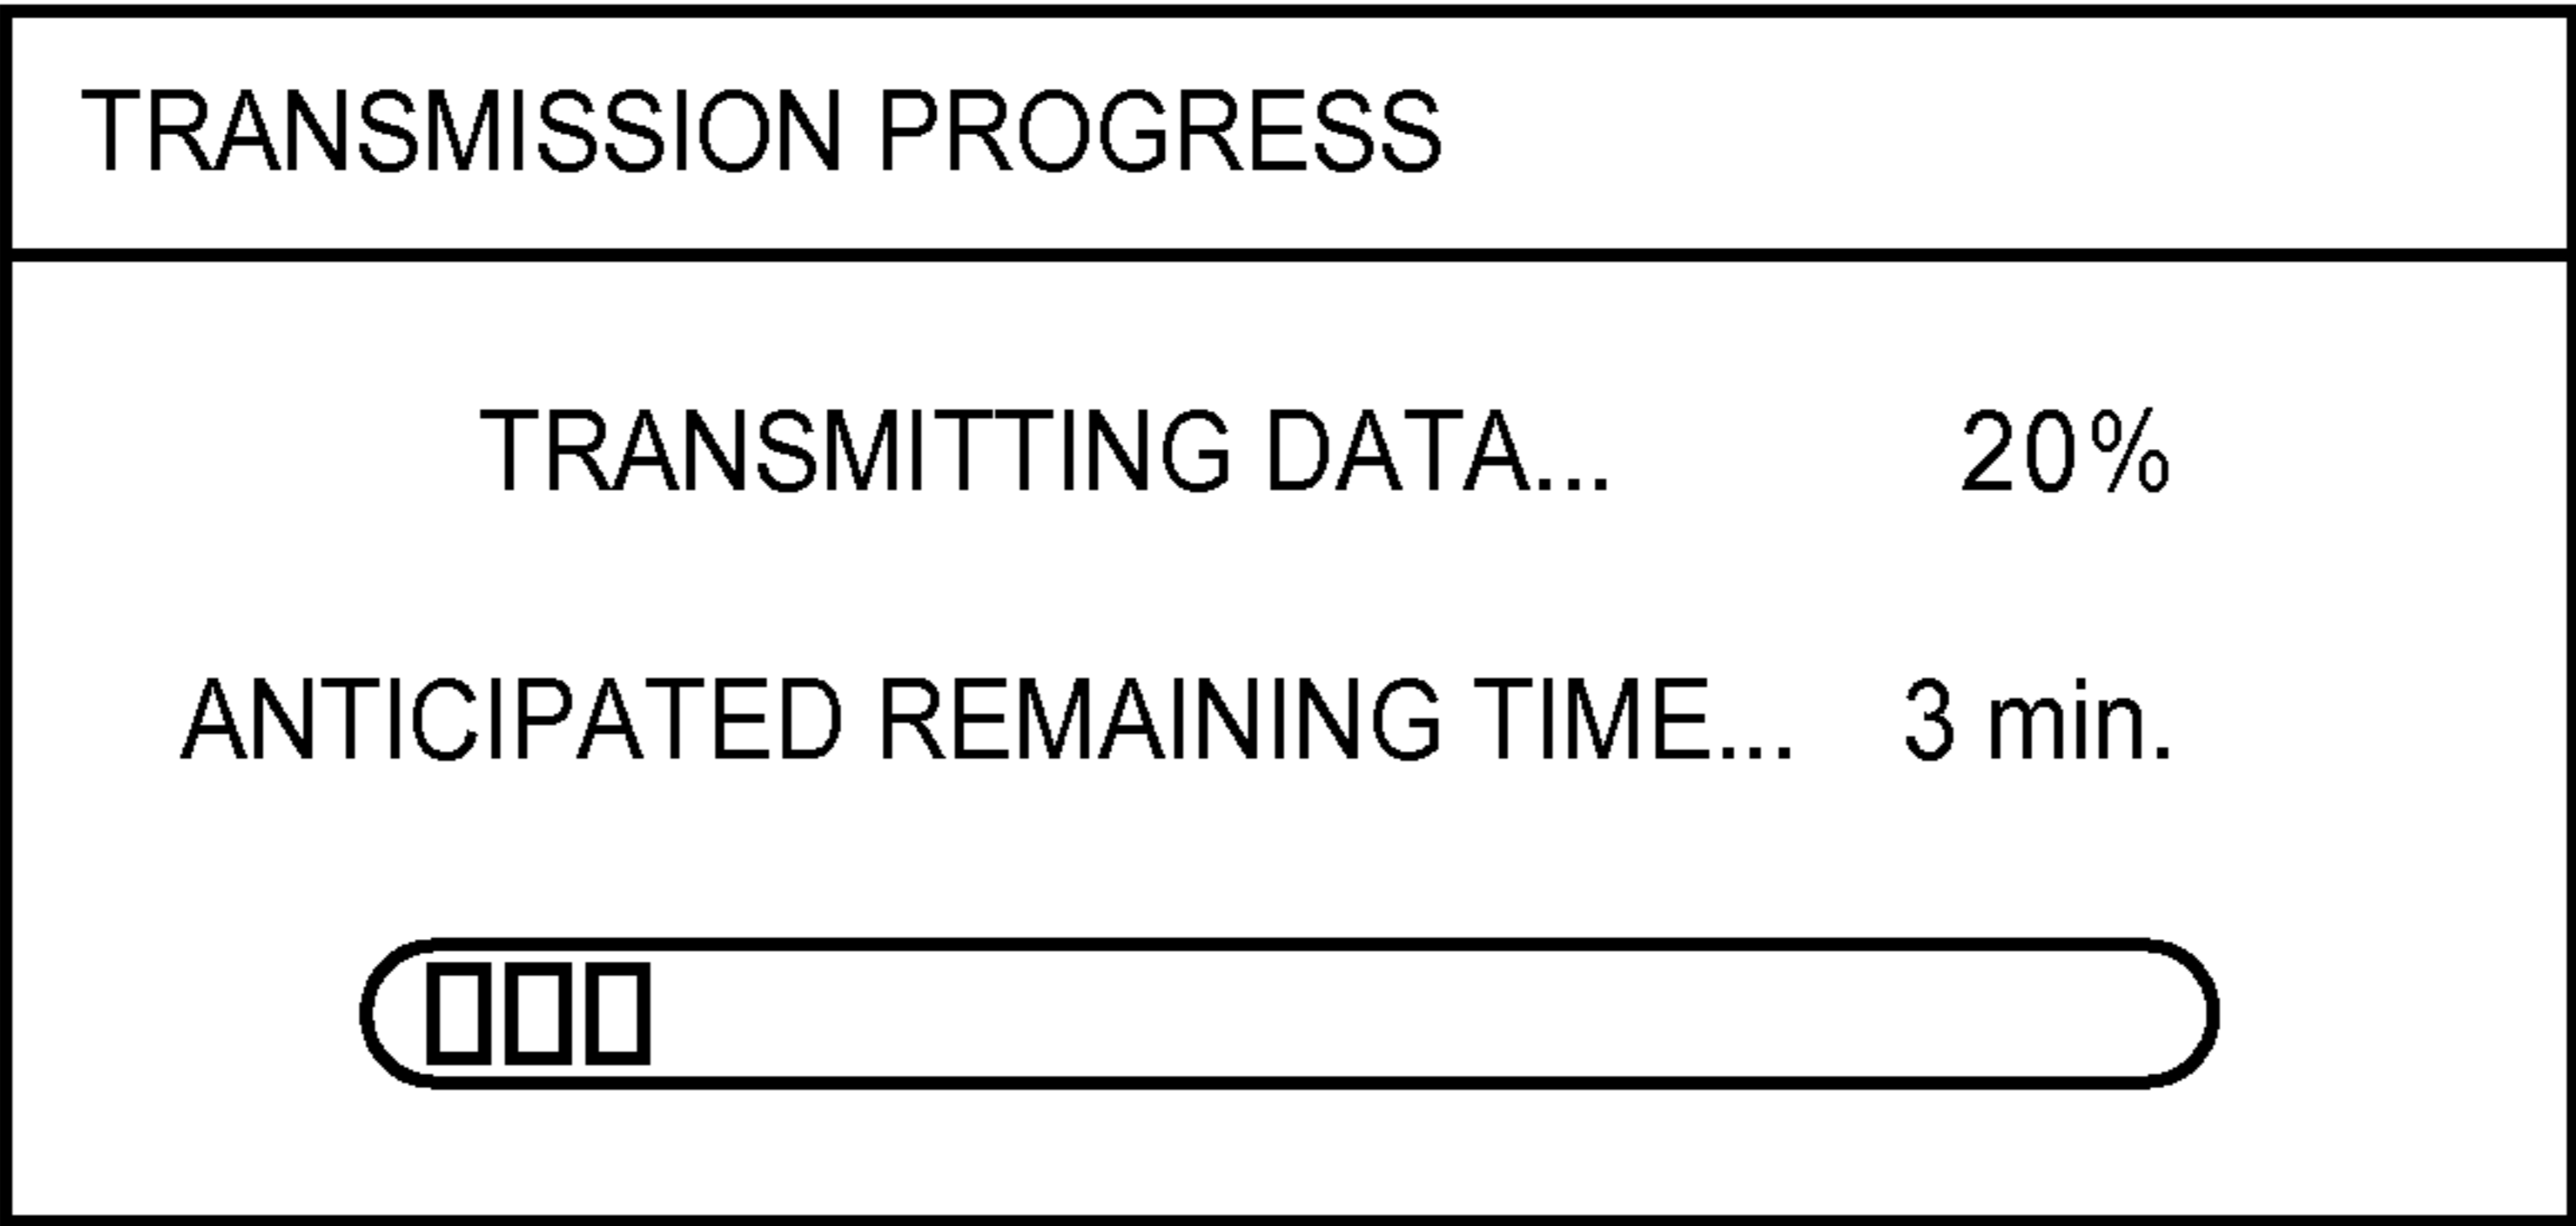 TRANSMISSION PROGRESS
TRANSMITTING DATA... 20%
ANTICIPATED REMAINING TIME... 3 min.